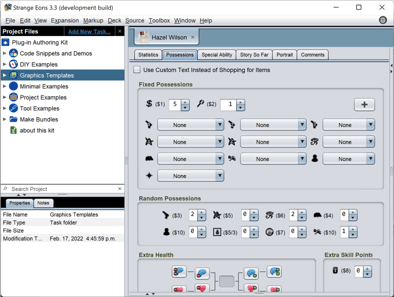 Strange Eons 3.3 (development build)
File Edit View Expansion Markup Deck Source Toolbox Window Help
Project Files
Add New Task...
Plug-in Authoring Kit
Code Snippets and Demos
DIY Examples
Graphics Templates
Minimal Examples
Project Examples
Tool Examples
Make Bundles
about this kit
Search Project
Properties Notes
File Name Graphics Templates
File Type Task folder
File Size
Modification T... Feb. 17, 2022 4:45:59 p.m.
Hazel Wilson
Statistics Possessions Special Ability Story So Far Portrait Comments
Use Custom Text Instead of Shopping for Items
Fixed Possessions
$ ($1) 5 ($2) 1 +
None None None
None None None
None None None
None
Random Possessions
($3) 2 ($5) 0 ($6) 2 ($4) 0
($10) 0 ($5/3) 0 ($7) 0 ($10) 1
Extra Health
Extra Skill Points
($8) 0